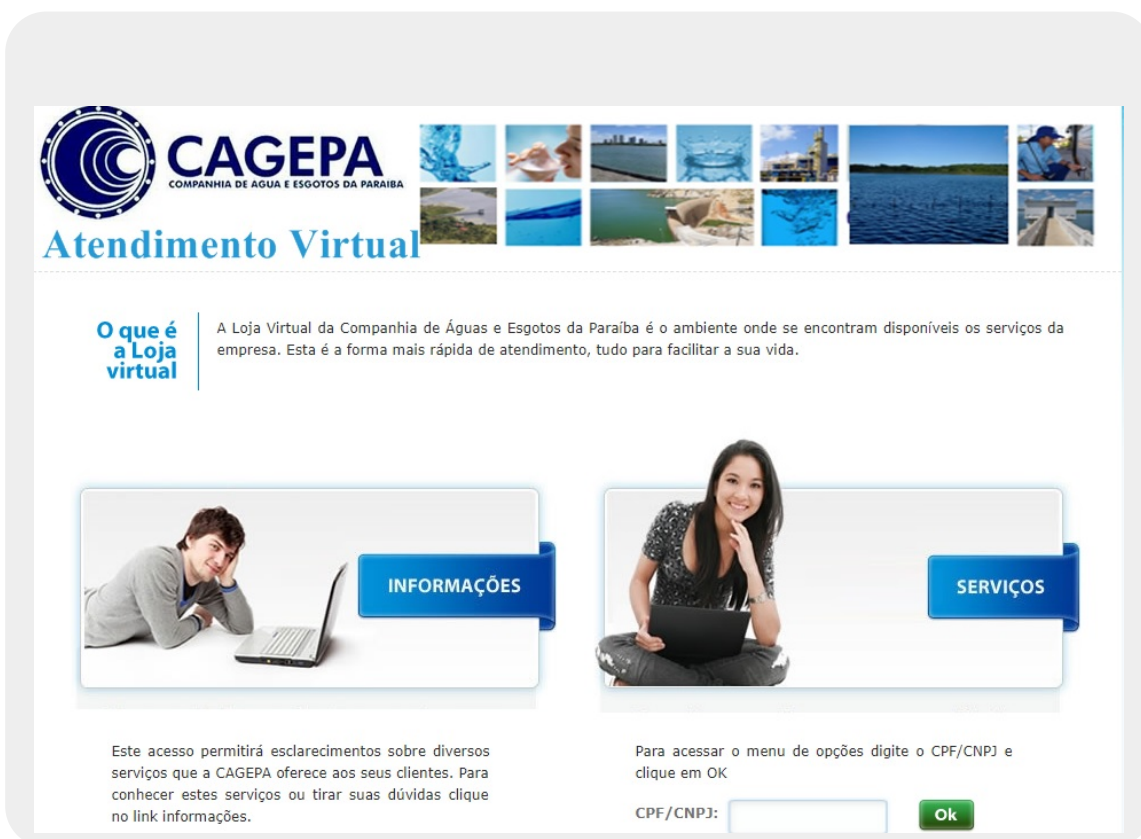 CAGEPA
COMPANHIA DE AGUA E ESGOTOS DA PARAIBA
Atendimento Virtual
O que é
a Loja
virtual
A Loja Virtual da Companhia de Águas e Esgotos da Paraíba é o ambiente onde se encontram disponíveis os serviços da
empresa. Esta é a forma mais rápida de atendimento, tudo para facilitar a sua vida.
INFORMAÇÕES
SERVIÇOS
Este acesso permitirá esclarecimentos sobre diversos
serviços que a CAGEPA oferece aos seus clientes. Para
conhecer estes serviços ou tirar suas dúvidas clique
no link informações.
Para acessar o menu de opções digite o CPF/CNPJ e
clique em OK
CPF/CNPJ:
Ok